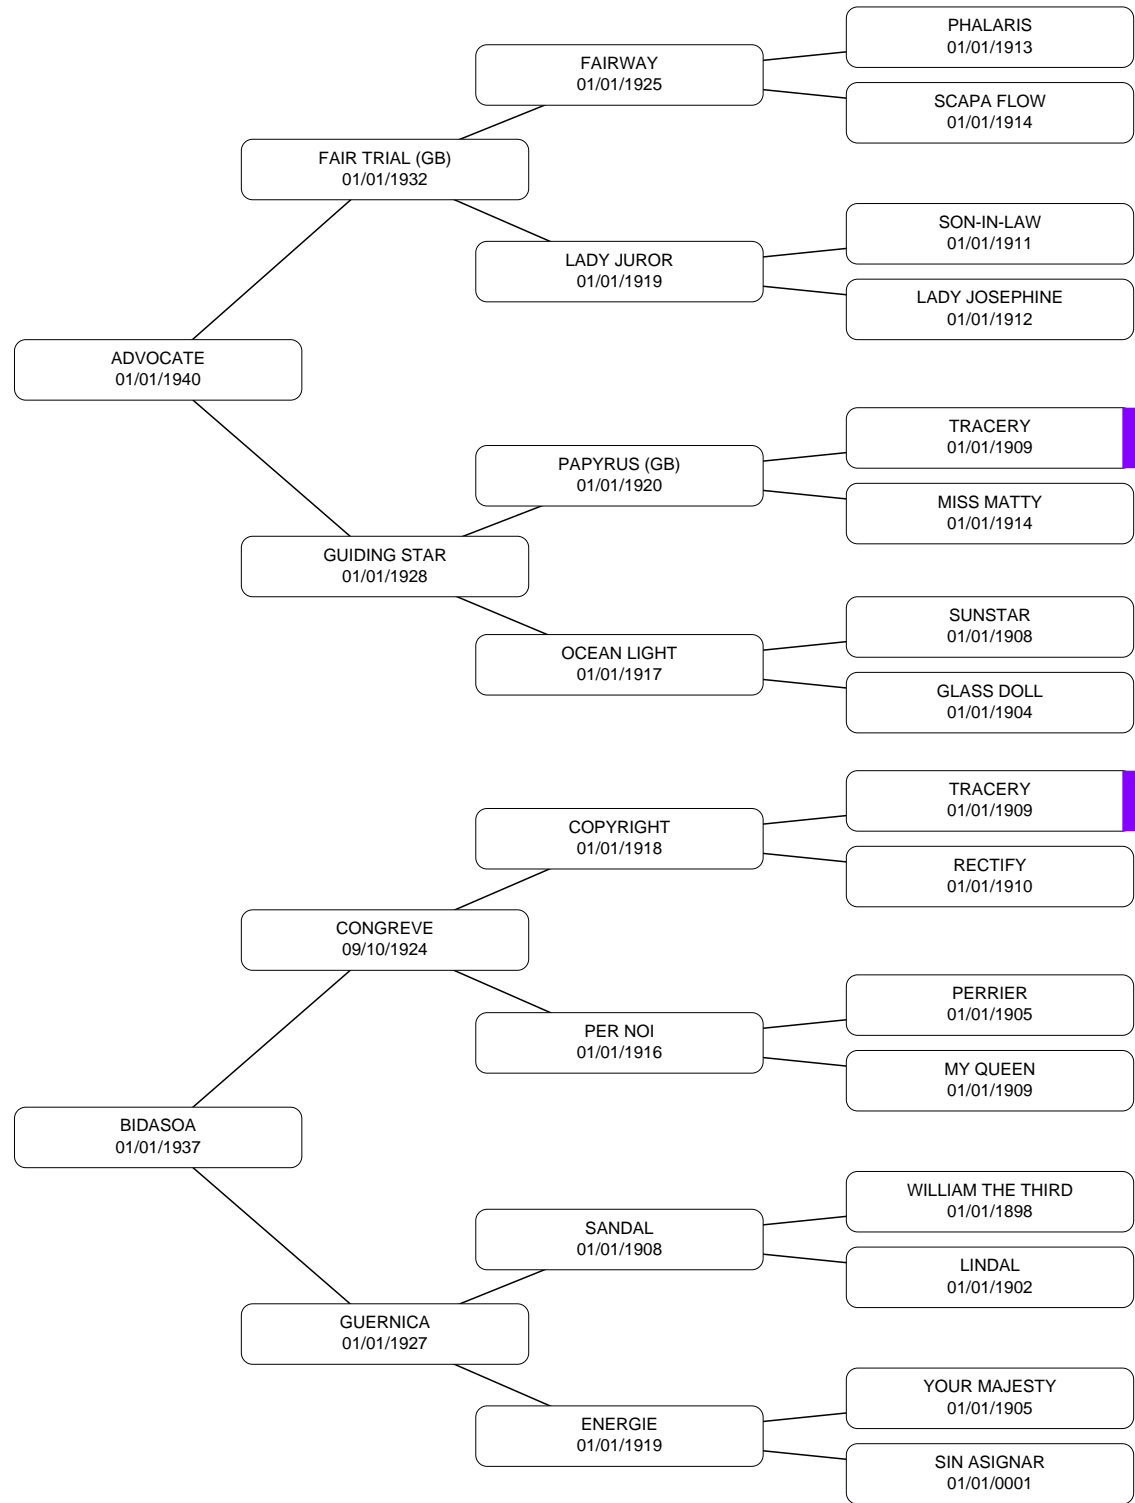 PHALARIS
01/01/1913
FAIRWAY
01/01/1925
SCAPA FLOW
01/01/1914
FAIR TRIAL (GB)
01/01/1932
SON-IN-LAW
01/01/1911
LADY JUROR
01/01/1919
LADY JOSEPHINE
01/01/1912
ADVOCATE
01/01/1940
TRACERY
01/01/1909
PAPYRUS (GB)
01/01/1920
MISS MATTY
01/01/1914
GUIDING STAR
01/01/1928
SUNSTAR
01/01/1908
OCEAN LIGHT
01/01/1917
GLASS DOLL
01/01/1904
TRACERY
01/01/1909
COPYRIGHT
01/01/1918
RECTIFY
01/01/1910
CONGREVE
09/10/1924
PERRIER
01/01/1905
PER NOI
01/01/1916
MY QUEEN
01/01/1909
BIDASOA
01/01/1937
WILLIAM THE THIRD
01/01/1898
SANDAL
01/01/1908
LINDAL
01/01/1902
GUERNICA
01/01/1927
YOUR MAJESTY
01/01/1905
ENERGIE
01/01/1919
SIN ASIGNAR
01/01/0001